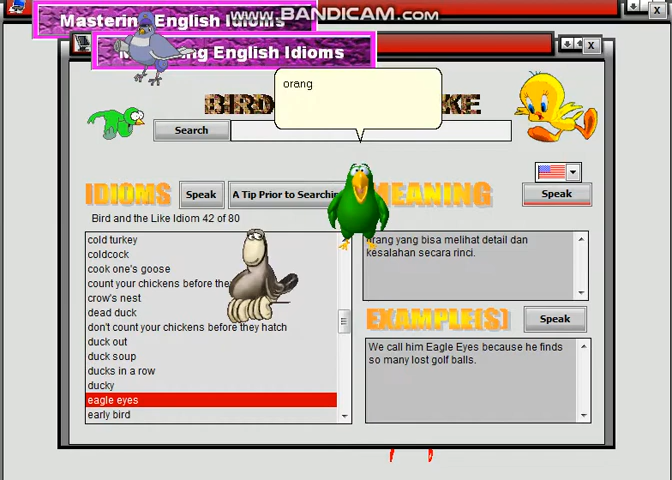 www.BANDICAM.com
Mastering English Idioms
ng English Idioms
orang
BIRD
KE
Search
IDIOMS
Speak
A Tip Prior to Searchin
MEANING
Speak
Bird and the Like Idiom 42 of 80
cold turkey
coldcock
cook one's goose
count your chickens before the
crow's nest
dead duck
don't count your chickens before they hatch
duck out
duck soup
ducks in a row
ducky
eagle eyes
early bird
orang yang bisa melihat detail dan
kesalahan secara rinci.
EXAMPLE[S]
Speak
We call him Eagle Eyes because he finds
so many lost golf balls.